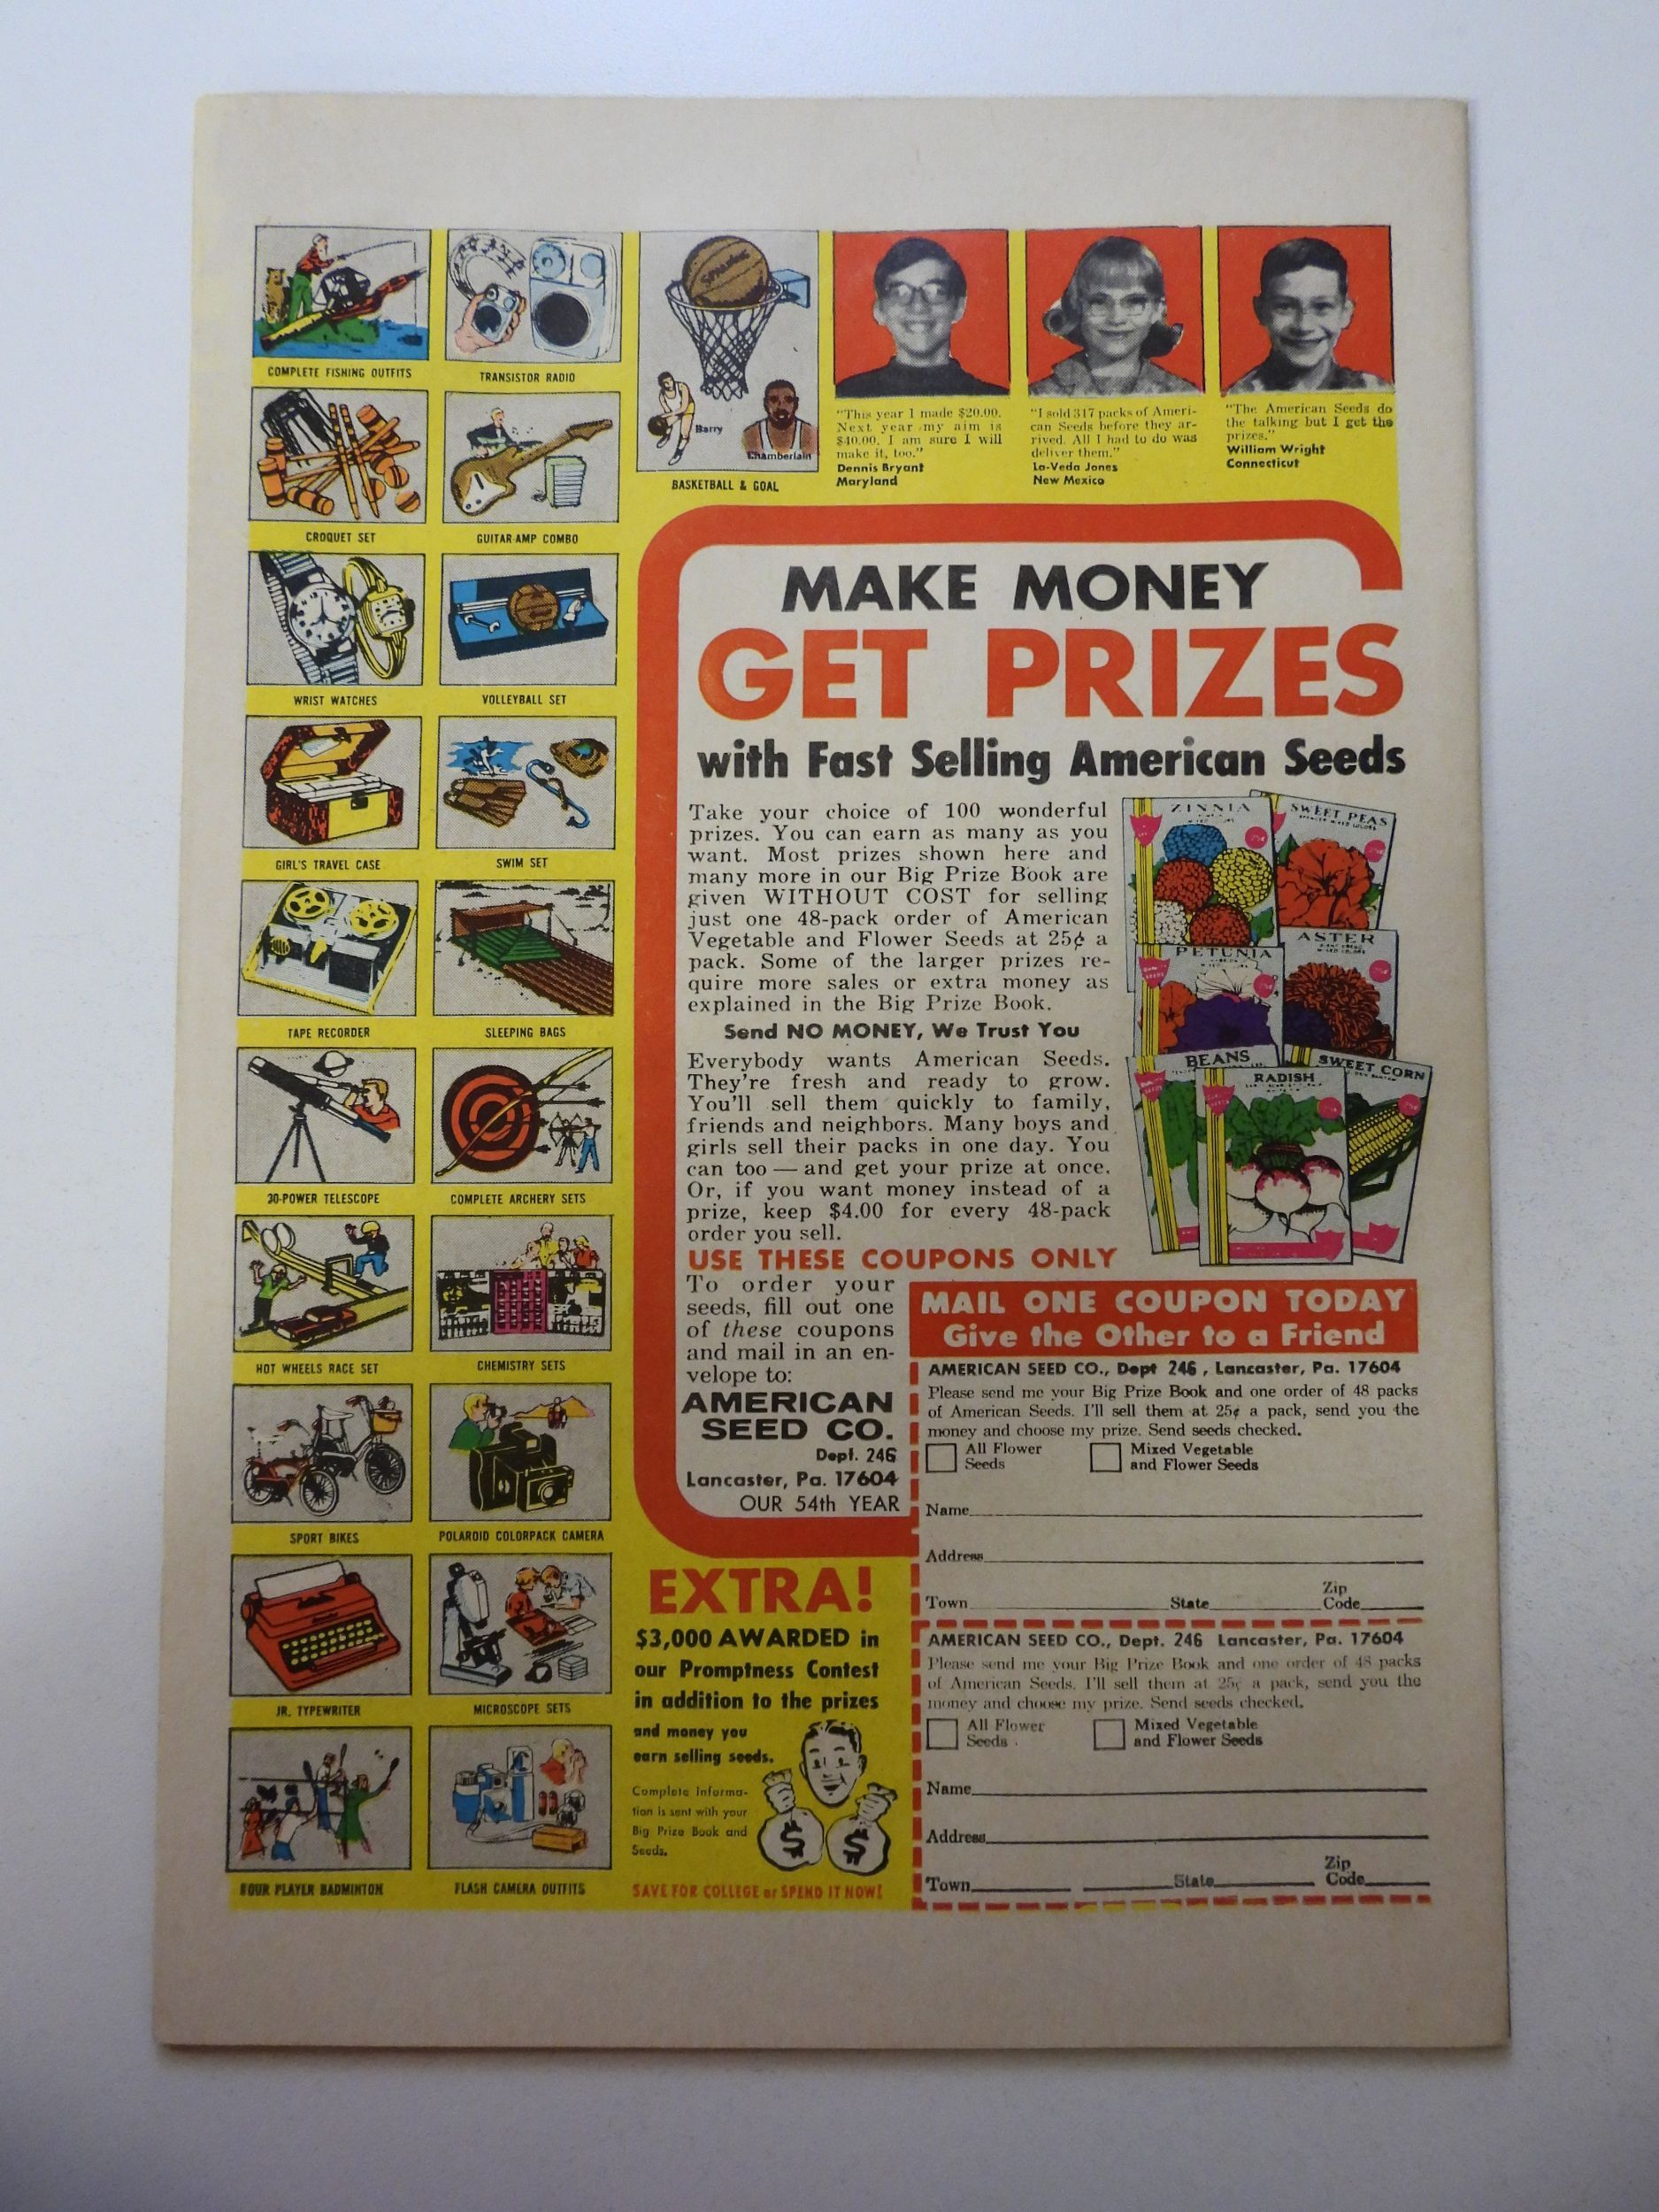 COMPLETE FISHING OUTFITS
TRANSISTOR RADIO
CROQUET SET
GUITAR-AMP COMBO
WRIST WATCHES
VOLLEYBALL SET
GIRL'S TRAVEL CASE
SWIM SET
TAPE RECORDER
SLEEPING BAGS
30-POWER TELESCOPE
COMPLETE ARCHERY SETS
HOT WHEELS RACE SET
CHEMISTRY SETS
SPORT BIKES
POLAROID COLORPACK CAMERA
JR. TYPEWRITER
MICROSCOPE SETS
FOUR PLAYER BADMINTON
FLASH CAMERA OUTFITS
Barry
Chamberlain
BASKETBALL & GOAL
"This year I made $20.00.
Next year my aim is
$40.00. I am sure I will
make it, too."
Dennis Bryant
Maryland
"I sold 317 packs of Ameri-
can Seeds before they ar-
rived. All I had to do was
deliver them."
La-Veda Jones
New Mexico
"The American Seeds do
the talking but I get the
prizes."
William Wright
Connecticut
MAKE MONEY
GET PRIZES
with Fast Selling American Seeds
Take your choice of 100 wonderful
prizes. You can earn as many as you
want. Most prizes shown here and
many more in our Big Prize Book are
given WITHOUT COST for selling
just one 48-pack order of American
Vegetable and Flower Seeds at 25¢ a
pack. Some of the larger prizes re-
quire more sales or extra money as
explained in the Big Prize Book.
Send NO MONEY, We Trust You
Everybody wants American Seeds.
They're fresh and ready to grow.
You'll sell them quickly to family,
friends and neighbors. Many boys and
girls sell their packs in one day. You
can too — and get your prize at once.
Or, if you want money instead of a
prize, keep $4.00 for every 48-pack
order you sell.
ZINNIA
SWEET PEAS
PETUNIA
ASTER
BEANS
RADISH
SWEET CORN
USE THESE COUPONS ONLY
To order your
seeds, fill out one
of these coupons
and mail in an en-
velope to:
AMERICAN
SEED CO.
Dept. 246
Lancaster, Pa. 17604
OUR 54th YEAR
MAIL ONE COUPON TODAY
Give the Other to a Friend
AMERICAN SEED CO., Dept 246, Lancaster, Pa. 17604
Please send me your Big Prize Book and one order of 48 packs
of American Seeds. I'll sell them at 25¢ a pack, send you the
money and choose my prize. Send seeds checked.
All Flower
Seeds
Mixed Vegetable
and Flower Seeds
Name
Address
Town State Zip
Code
AMERICAN SEED CO., Dept. 246 Lancaster, Pa. 17604
Please send me your Big Prize Book and one order of 48 packs
of American Seeds. I'll sell them at 25¢ a pack, send you the
money and choose my prize. Send seeds checked.
All Flower
Seeds
Mixed Vegetable
and Flower Seeds
Name
Address
Town State Zip
Code
EXTRA!
$3,000 AWARDED in
our Promptness Contest
in addition to the prizes
and money you
earn selling seeds.
Complete Informa-
tion is sent with your
Big Prize Book and
Seeds.
$
$
SAVE FOR COLLEGE or SPEND IT NOW!